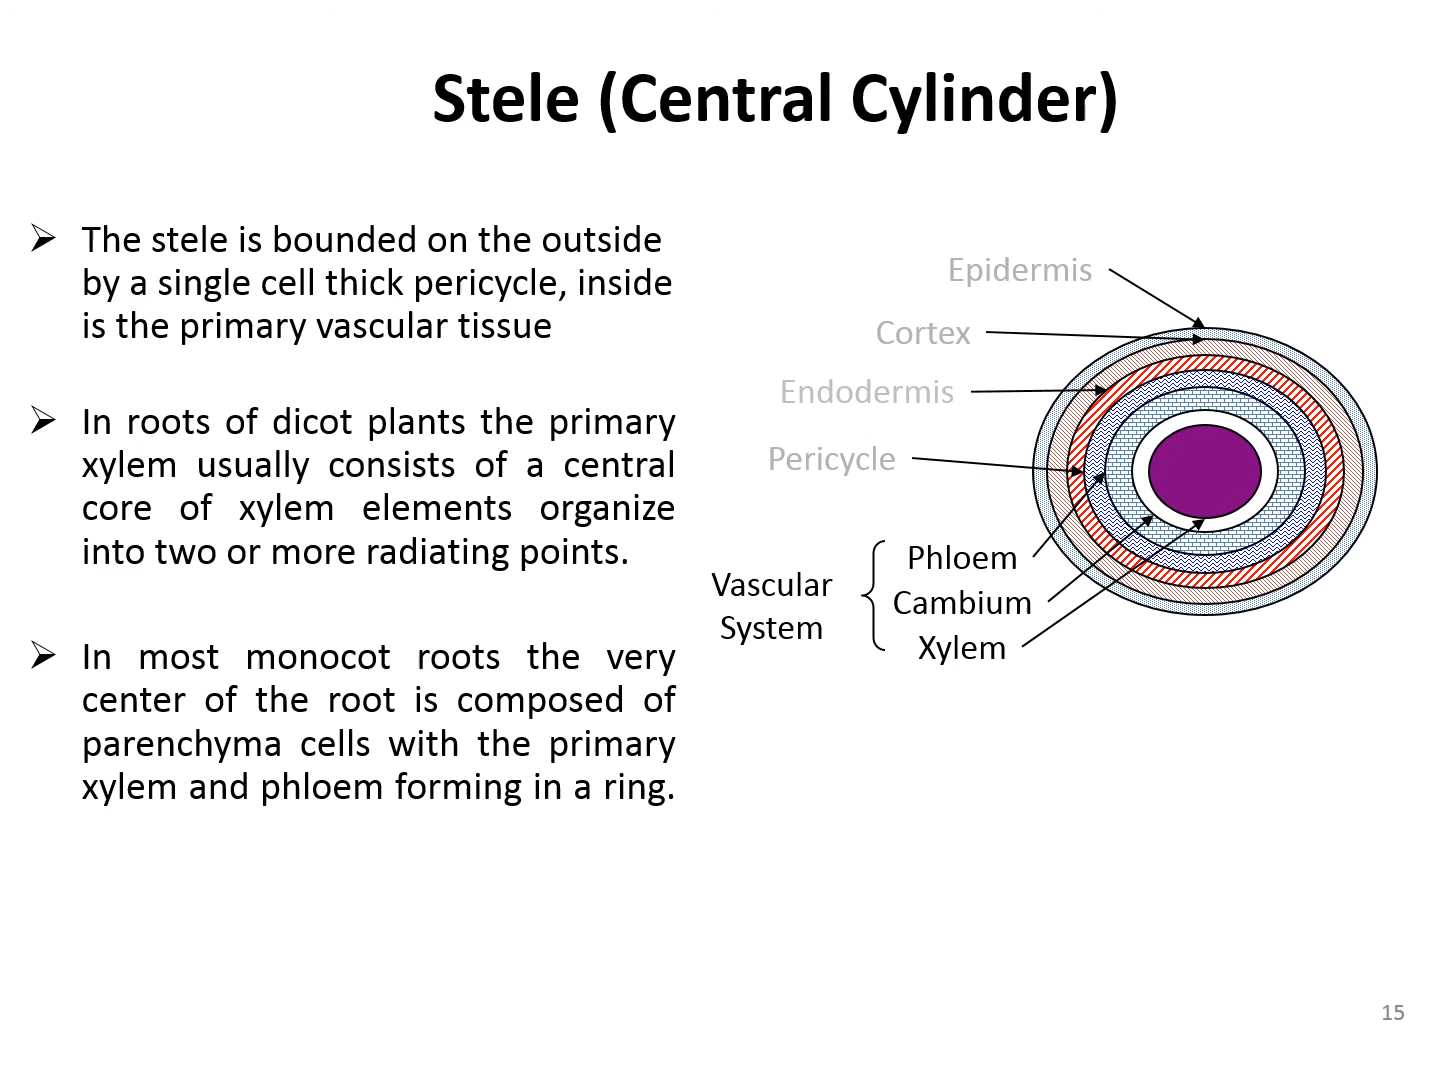 Stele (Central Cylinder)
➢ The stele is bounded on the outside
by a single cell thick pericycle, inside
is the primary vascular tissue
➢ In roots of dicot plants the primary
xylem usually consists of a central
core of xylem elements organize
into two or more radiating points.
➢ In most monocot roots the very
center of the root is composed of
parenchyma cells with the primary
xylem and phloem forming in a ring.
Epidermis
Cortex
Endodermis
Pericycle
Vascular
System
Phloem
Cambium
Xylem
15